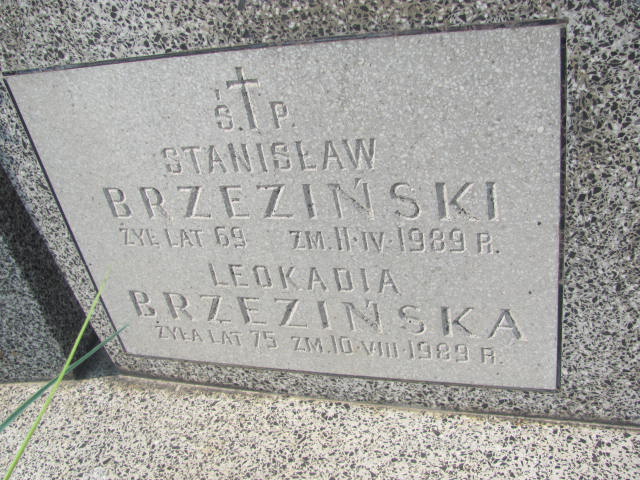 Ś.P.
STANISŁAW
BRZEZIŃSKI
ŻYŁ LAT 69 ZM.11·IV·1989 R.
LEOKADIA
BRZEZIŃSKA
ŻYŁA LAT 75 ZM.10·VIII·1989 R.